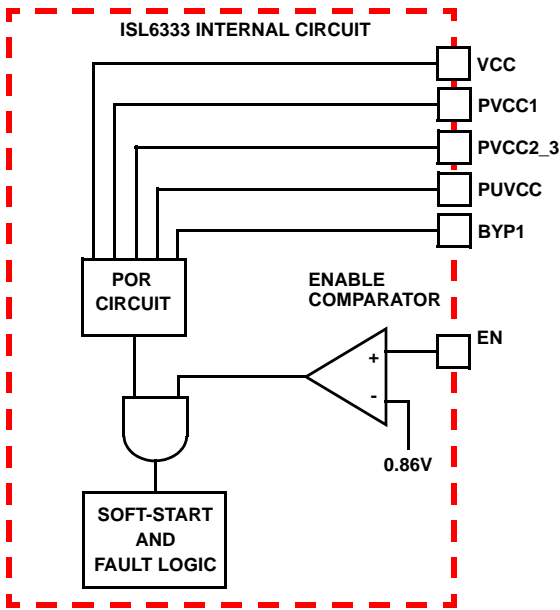 ISL6333 INTERNAL CIRCUIT
VCC
PVCC1
PVCC2_3
PUVCC
BYP1
POR
CIRCUIT
ENABLE
COMPARATOR
EN
+
-
0.86V
SOFT-START
AND
FAULT LOGIC